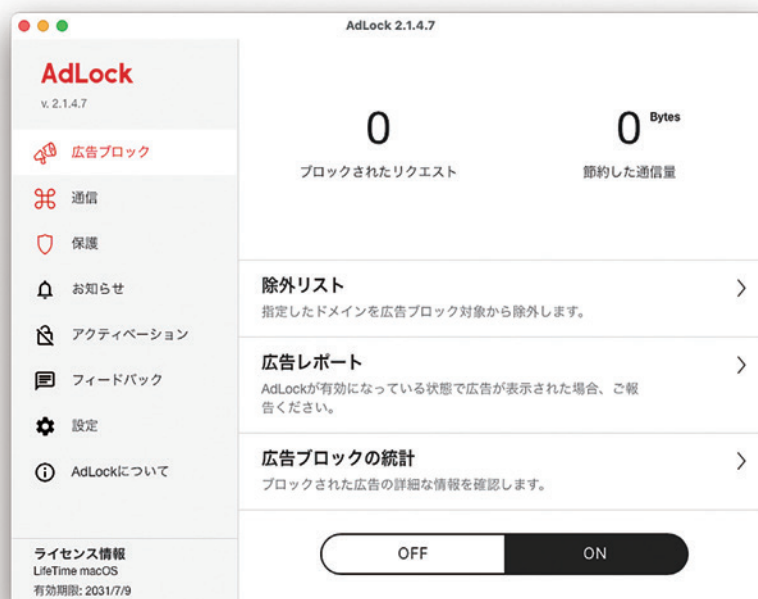 AdLock 2.1.4.7
AdLock
v. 2.1.4.7
広告ブロック
通信
保護
お知らせ
アクティベーション
フィードバック
設定
AdLockについて
ライセンス情報
LifeTime macOS
有効期限: 2031/7/9
0
ブロックされたリクエスト
0 Bytes
節約した通信量
除外リスト
指定したドメインを広告ブロック対象から除外します。
広告レポート
AdLockが有効になっている状態で広告が表示された場合、ご報
告ください。
広告ブロックの統計
ブロックされた広告の詳細な情報を確認します。
OFF
ON